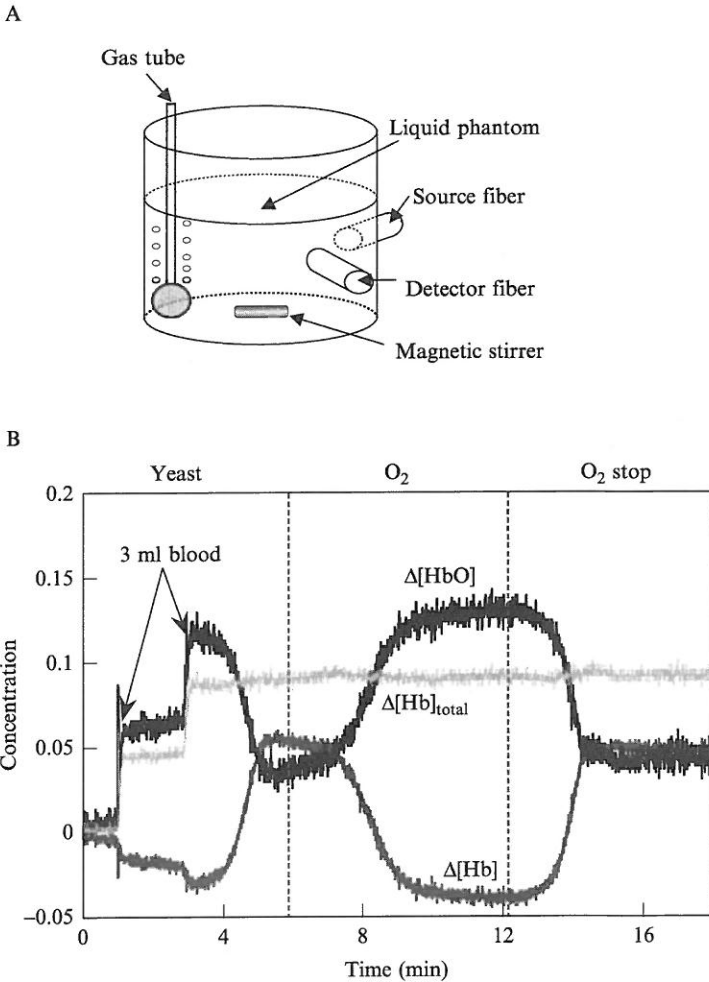 A
Gas tube
Liquid phantom
Source fiber
Detector fiber
Magnetic stirrer
B
Yeast O₂ O₂ stop
0.2
3 ml blood
Δ[HbO]
0.15
0.1
Δ[Hb]total
0.05
0
Δ[Hb]
−0.05
Concentration
0 4 8 12 16
Time (min)